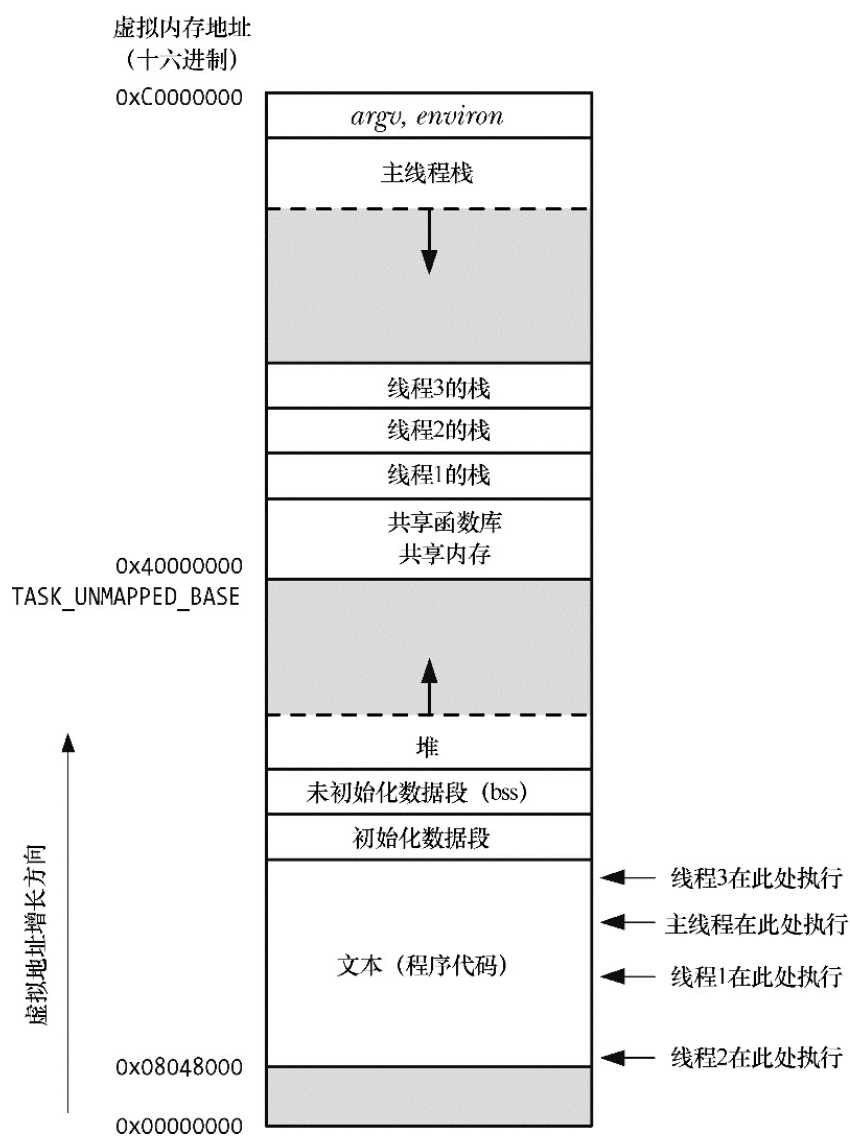 虚拟内存地址
（十六进制）
0xC0000000
argv, environ
主线程栈
线程3的栈
线程2的栈
线程1的栈
共享函数库
共享内存
0x40000000
TASK_UNMAPPED_BASE
堆
未初始化数据段（bss）
初始化数据段
线程3在此处执行
主线程在此处执行
文本（程序代码）
线程1在此处执行
虚拟地址增长方向
线程2在此处执行
0x08048000
0x00000000